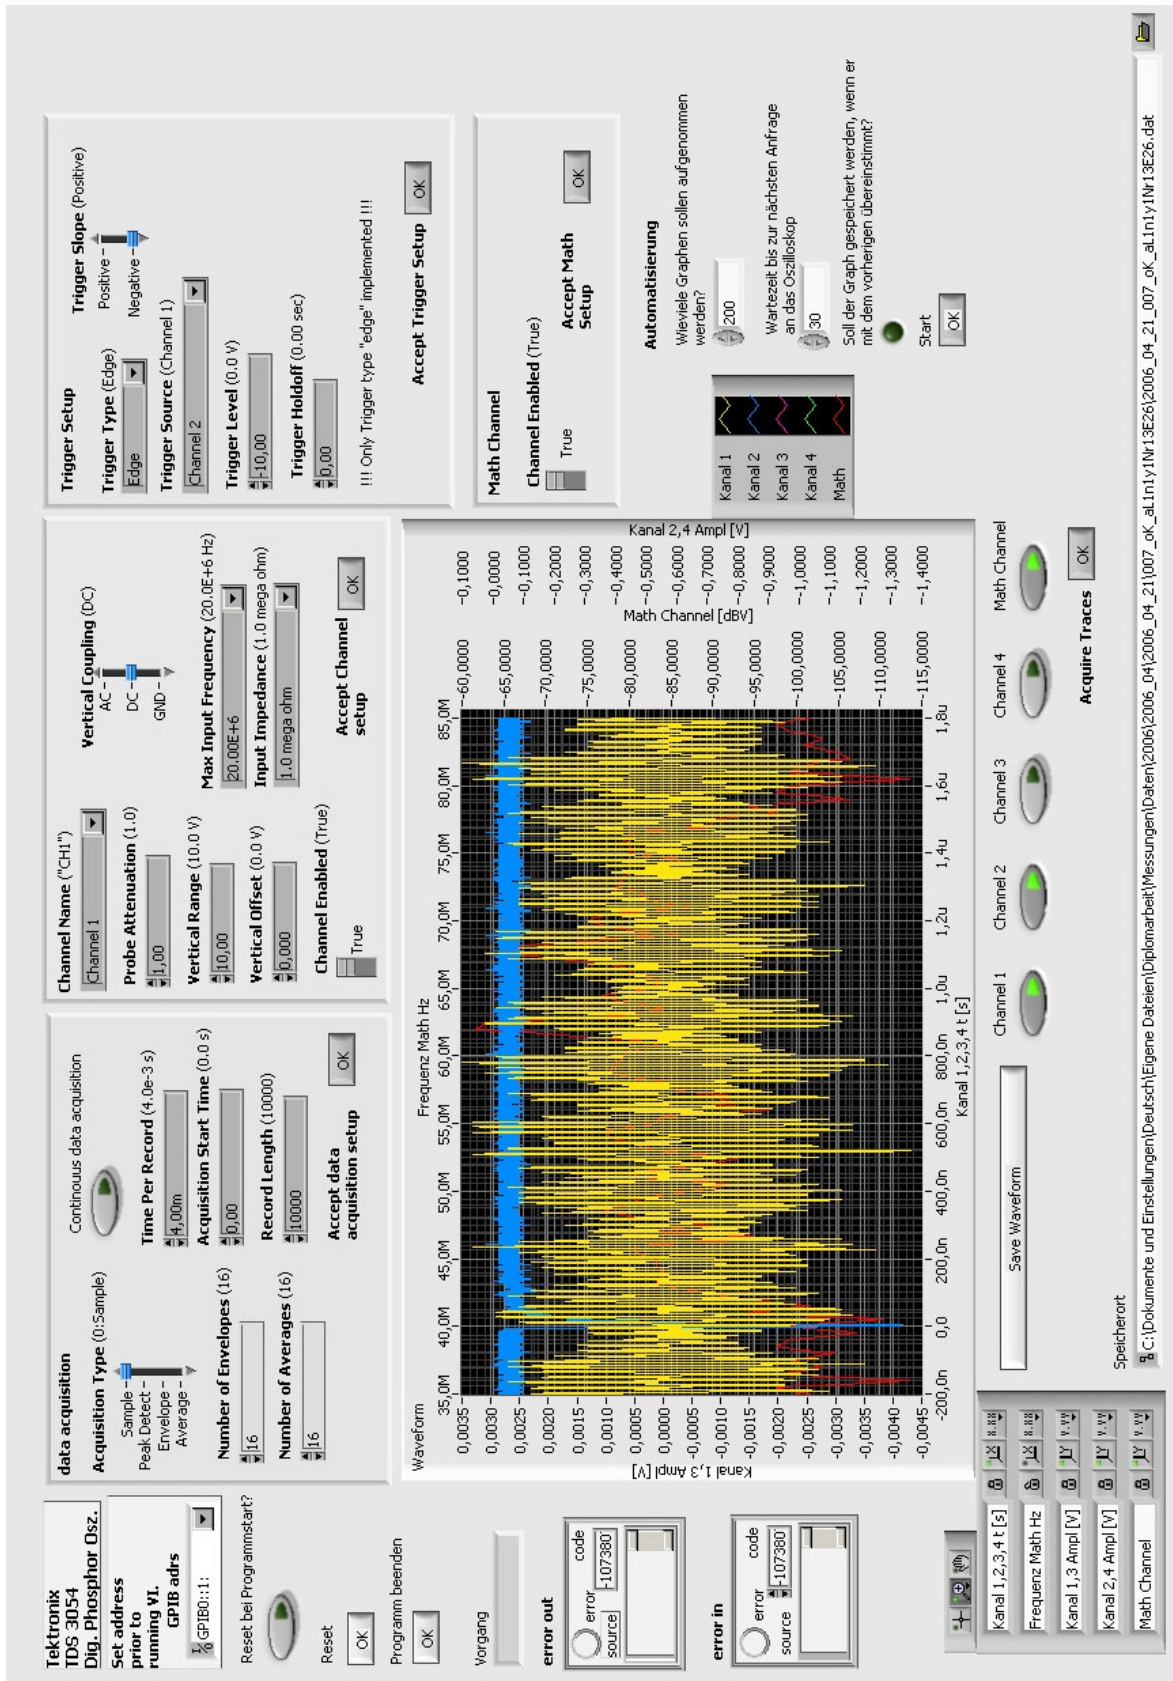 Tektronix
TDS 3054
Dig. Phosphor Osz.
Set address
prior to
running VI.
GPIB adrs
GPIB0::1:
Reset bei Programmstart?
Reset
OK
Programm beenden
OK
Vorgang
error out
error
code
-107380
source
error in
error
code
-107380
source
data acquisition
Acquisition Type (0:Sample)
Sample
Peak Detect
Envelope
Average
Number of Envelopes (16)
16
Number of Averages (16)
16
Continuous data acquisition
Time Per Record (4.0e-3 s)
4,00m
Acquisition Start Time (0.0 s)
0,00
Record Length (10000)
10000
Accept data
acquisition setup
OK
Channel Name ("CH1")
Channel 1
Probe Attenuation (1.0)
1,00
Vertical Range (10.0 V)
10,00
Vertical Offset (0.0 V)
0,000
Channel Enabled (True)
True
Vertical Coupling (DC)
AC
DC
GND
Max Input Frequency (20.0E+6 Hz)
20.00E+6
Input Impedance (1.0 mega ohm)
1.0 mega ohm
Accept Channel
setup
OK
Trigger Setup
Trigger Type (Edge)
Edge
Trigger Slope (Positive)
Positive
Negative
Trigger Source (Channel 1)
Channel 2
Trigger Level (0.0 V)
-10,00
Trigger Holdoff (0.00 sec)
0,00
!!! Only Trigger type "edge" implemented !!!
Accept Trigger Setup
OK
Math Channel
Channel Enabled (True)
True
Accept Math
Setup
OK
Waveform
Frequenz Math Hz
35,0M 40,0M 45,0M 50,0M 55,0M 60,0M 65,0M 70,0M 75,0M 80,0M 85,0M
0,0035
0,0030
0,0025
0,0020
0,0015
0,0010
0,0005
0,0000
-0,0005
-0,0010
-0,0015
-0,0020
-0,0025
-0,0030
-0,0035
-0,0040
-0,0045
Kanal 1,3 Ampl [V]
-200,0n 0,0 200,0n 400,0n 600,0n 800,0n 1,0u 1,2u 1,4u 1,6u 1,8u
Kanal 1,2,3,4 t [s]
-60,0000
-65,0000
-70,0000
-75,0000
-80,0000
-85,0000
-90,0000
-95,0000
-100,0000
-105,0000
-110,0000
-115,0000
Math Channel [dBV]
-0,1000
-0,0000
-0,1000
-0,2000
-0,3000
-0,4000
-0,5000
-0,6000
-0,7000
-0,8000
-0,9000
-1,0000
-1,1000
-1,2000
-1,3000
-1,4000
Kanal 2,4 Ampl [V]
Kanal 1
Kanal 2
Kanal 3
Kanal 4
Math
Automatisierung
Wieviele Graphen sollen aufgenommen
werden?
200
Wartezeit bis zur nächsten Anfrage
an das Oszilloskop
30
Soll der Graph gespeichert werden, wenn er
mit dem vorherigen übereinstimmt?
Start
OK
Kanal 1,2,3,4 t [s]
Frequenz Math Hz
Kanal 1,3 Ampl [V]
Kanal 2,4 Ampl [V]
Math Channel
Save Waveform
Channel 1
Channel 2
Channel 3
Channel 4
Math Channel
Acquire Traces
OK
Speicherort
C:\Dokumente und Einstellungen\Deutsch\Eigene Dateien\Diplomarbeit\Messungen\Daten\2006\2006_04\2006_04_21\007_oK_aL1n1y1Nr13E26\2006_04_21_007_oK_aL1n1y1Nr13E26.dat